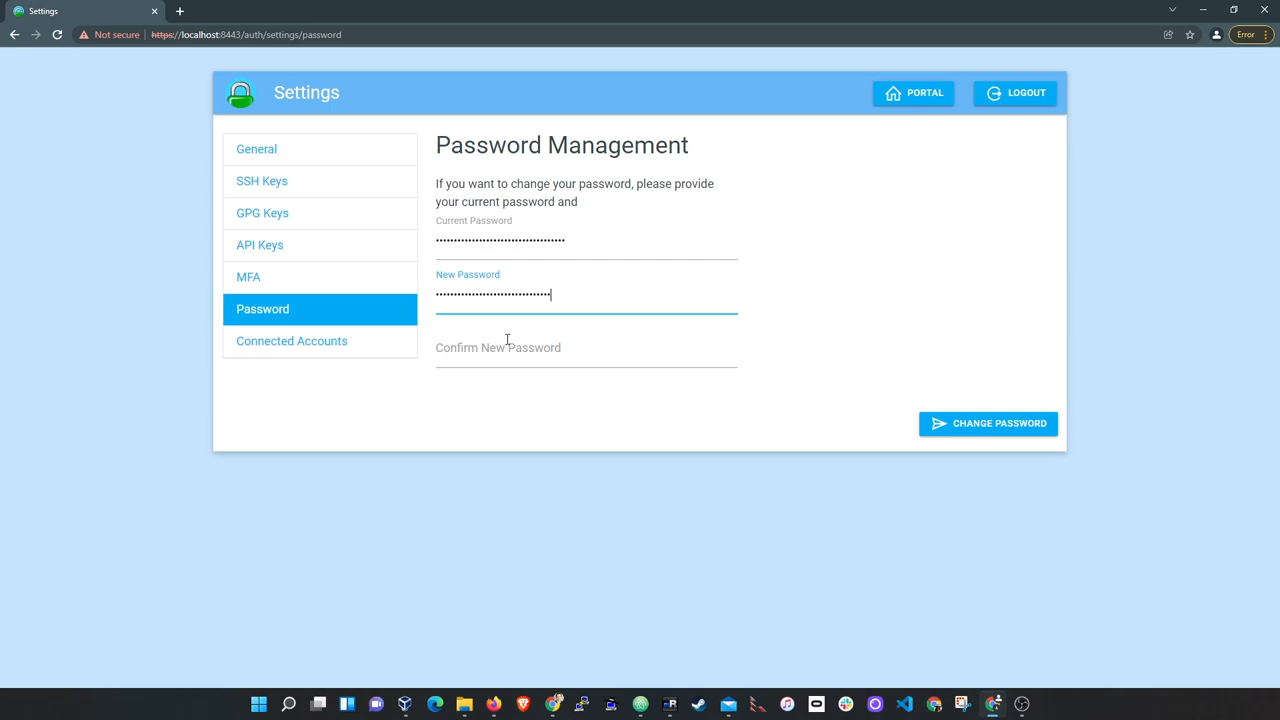 Settings
Not secure
https://localhost:8443/auth/settings/password
Error
Settings
PORTAL
LOGOUT
General
SSH Keys
GPG Keys
API Keys
MFA
Password
Connected Accounts
Password Management
If you want to change your password, please provide
your current password and
Current Password
••••••••••••••••••••••••••••••••••••
New Password
••••••••••••••••••••••••••••••••
Confirm New Password
CHANGE PASSWORD